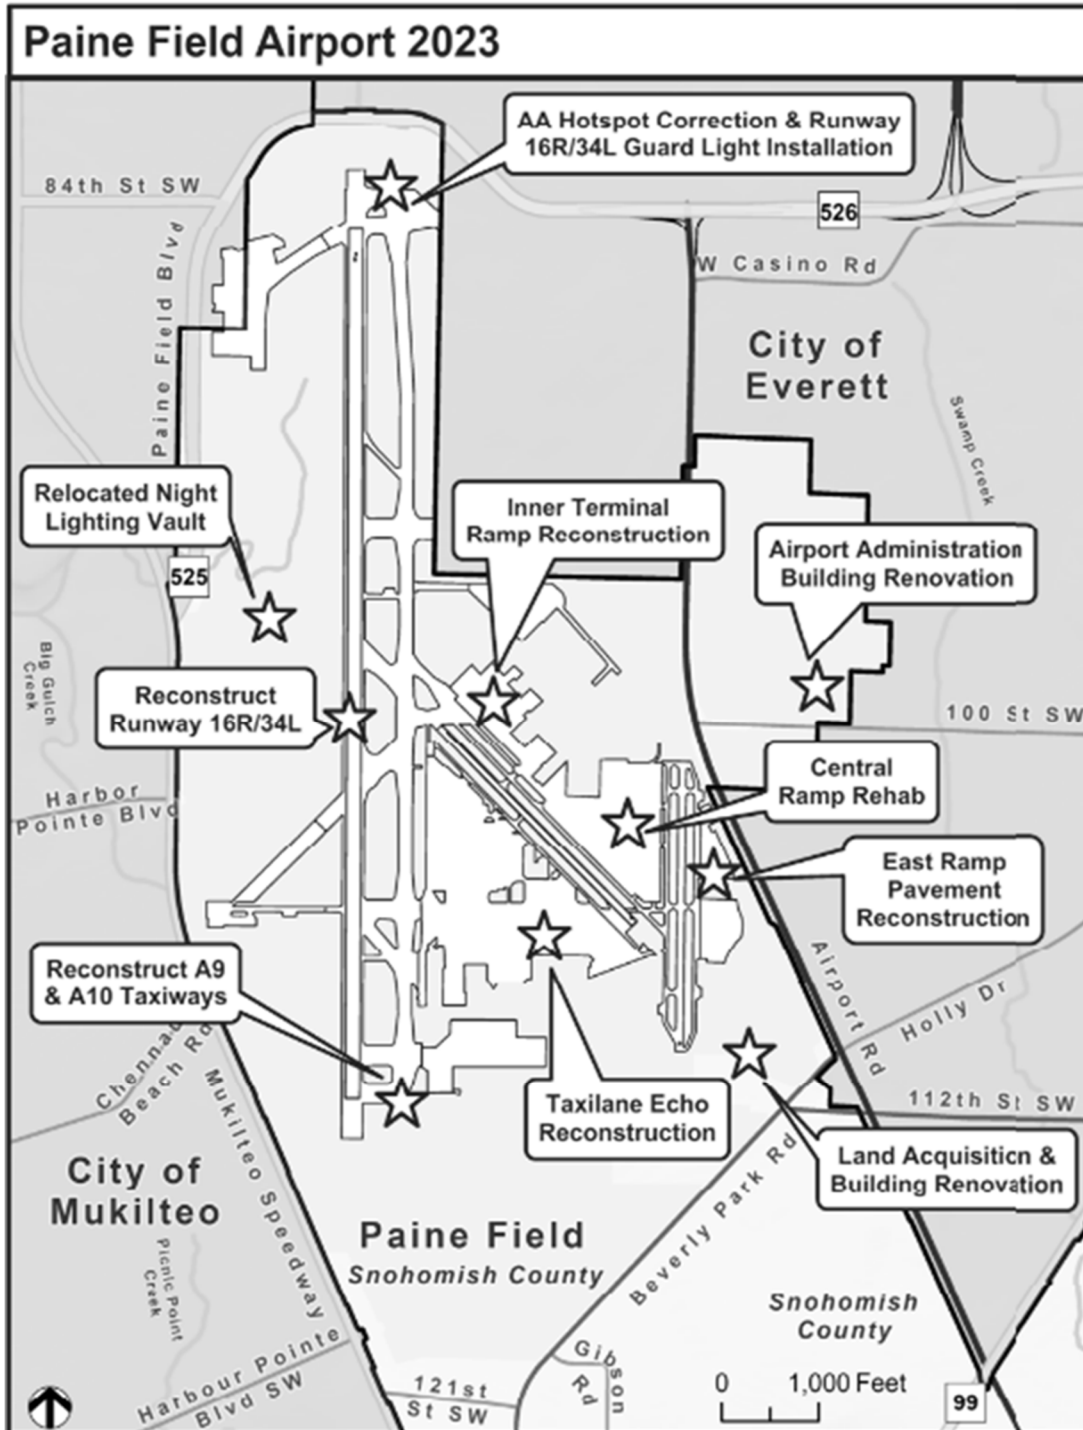 Paine Field Airport 2023
AA Hotspot Correction & Runway
16R/34L Guard Light Installation
84th St SW
526
Paine Field Blvd
W Casino Rd
City of
Everett
Swamp Creek
Relocated Night
Lighting Vault
Inner Terminal
Ramp Reconstruction
Airport Administration
Building Renovation
525
Big Gulch
Creek
Reconstruct
Runway 16R/34L
100 St SW
Harbor
Pointe Blvd
Central
Ramp Rehab
East Ramp
Pavement
Reconstruction
Reconstruct A9
& A10 Taxiways
Airport Rd
Holly Dr
Beach Rd
Mukilteo Speedway
112th St SW
Taxilane Echo
Reconstruction
Land Acquisition &
Building Renovation
City of
Mukilteo
Paine Field
Snohomish County
Beverly Park Rd
Picnic Point
Creek
Snohomish
County
Harbour Pointe
Blvd SW
121st
St SW
Gibson
Rd
0 1,000 Feet
99